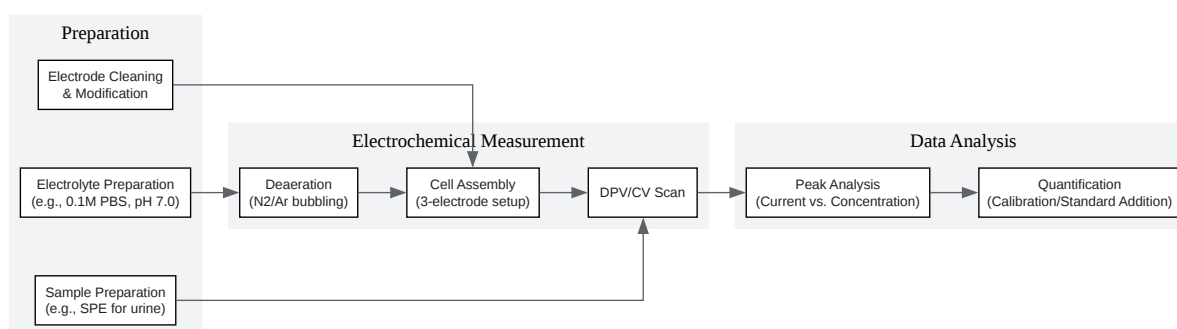 Preparation
Electrode Cleaning
& Modification
Electrolyte Preparation
(e.g., 0.1M PBS, pH 7.0)
Sample Preparation
(e.g., SPE for urine)
Electrochemical Measurement
Deaeration
(N2/Ar bubbling)
Cell Assembly
(3-electrode setup)
DPV/CV Scan
Data Analysis
Peak Analysis
(Current vs. Concentration)
Quantification
(Calibration/Standard Addition)